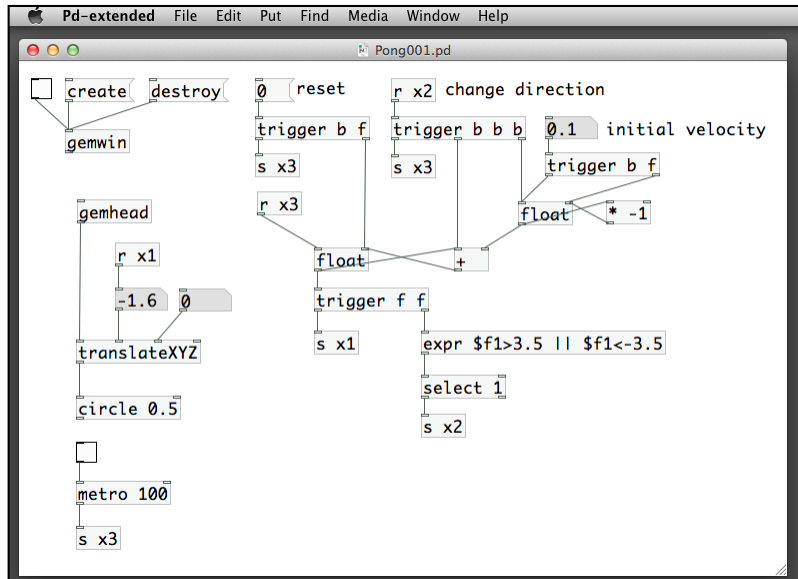 Pd-extended File Edit Put Find Media Window Help
Pong001.pd
create destroy 0 reset r x2 change direction
gemwin trigger b f trigger b b b 0.1 initial velocity
s x3 s x3 trigger b f
gemhead r x3 float * -1
r x1 float +
-1.6 0 trigger f f
translateXYZ s x1 expr $f1>3.5 || $f1<-3.5
circle 0.5 select 1
s x2
metro 100
s x3